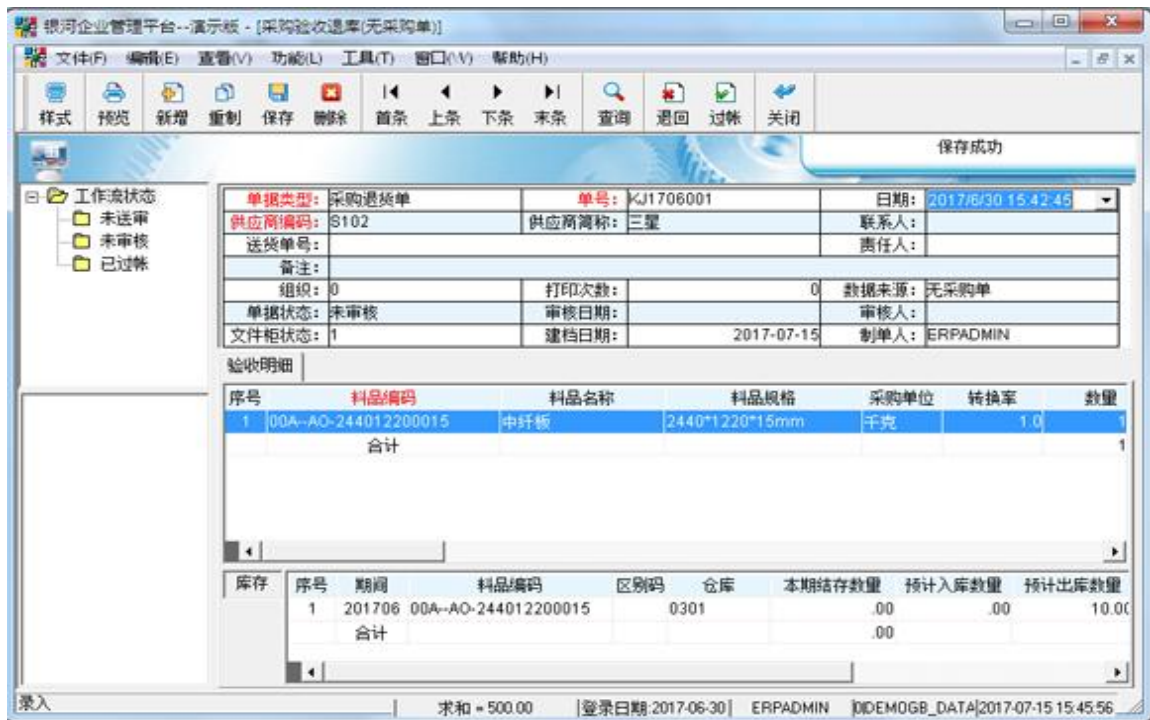 银河企业管理平台--演示版 - [采购验收退库(无采购单)]
文件(F) 编辑(E) 查看(V) 功能(L) 工具(T) 窗口(W) 帮助(H)
样式 预览 新增 重制 保存 删除 首条 上条 下条 末条 查询 退回 过帐 关闭
保存成功
工作流状态
未送审
未审核
已过帐
单据类型: 采购退货单 单号: KJ1706001 日期: 2017/6/30 15:42:45
供应商编码: S102 供应商简称: 三星 联系人:
送货单号: 责任人:
备注:
组织: 0 打印次数: 0 数据来源: 无采购单
单据状态: 未审核 审核日期: 审核人:
文件柜状态: 1 建档日期: 2017-07-15 制单人: ERPADMIN
验收明细
序号 料品编码 料品名称 料品规格 采购单位 转换率 数量
1 00A--AO-244012200015 中纤板 2440*1220*15mm 千克 1.0 1
合计 1
库存
序号 期间 料品编码 区别码 仓库 本期结存数量 预计入库数量 预计出库数量
1 201706 00A--AO-244012200015 0301 .00 .00 10.00
合计 .00
录入 求和 = 500.00 登录日期:2017-06-30 ERPADMIN 0IDEMOGB_DATA 2017-07-15 15:45:56